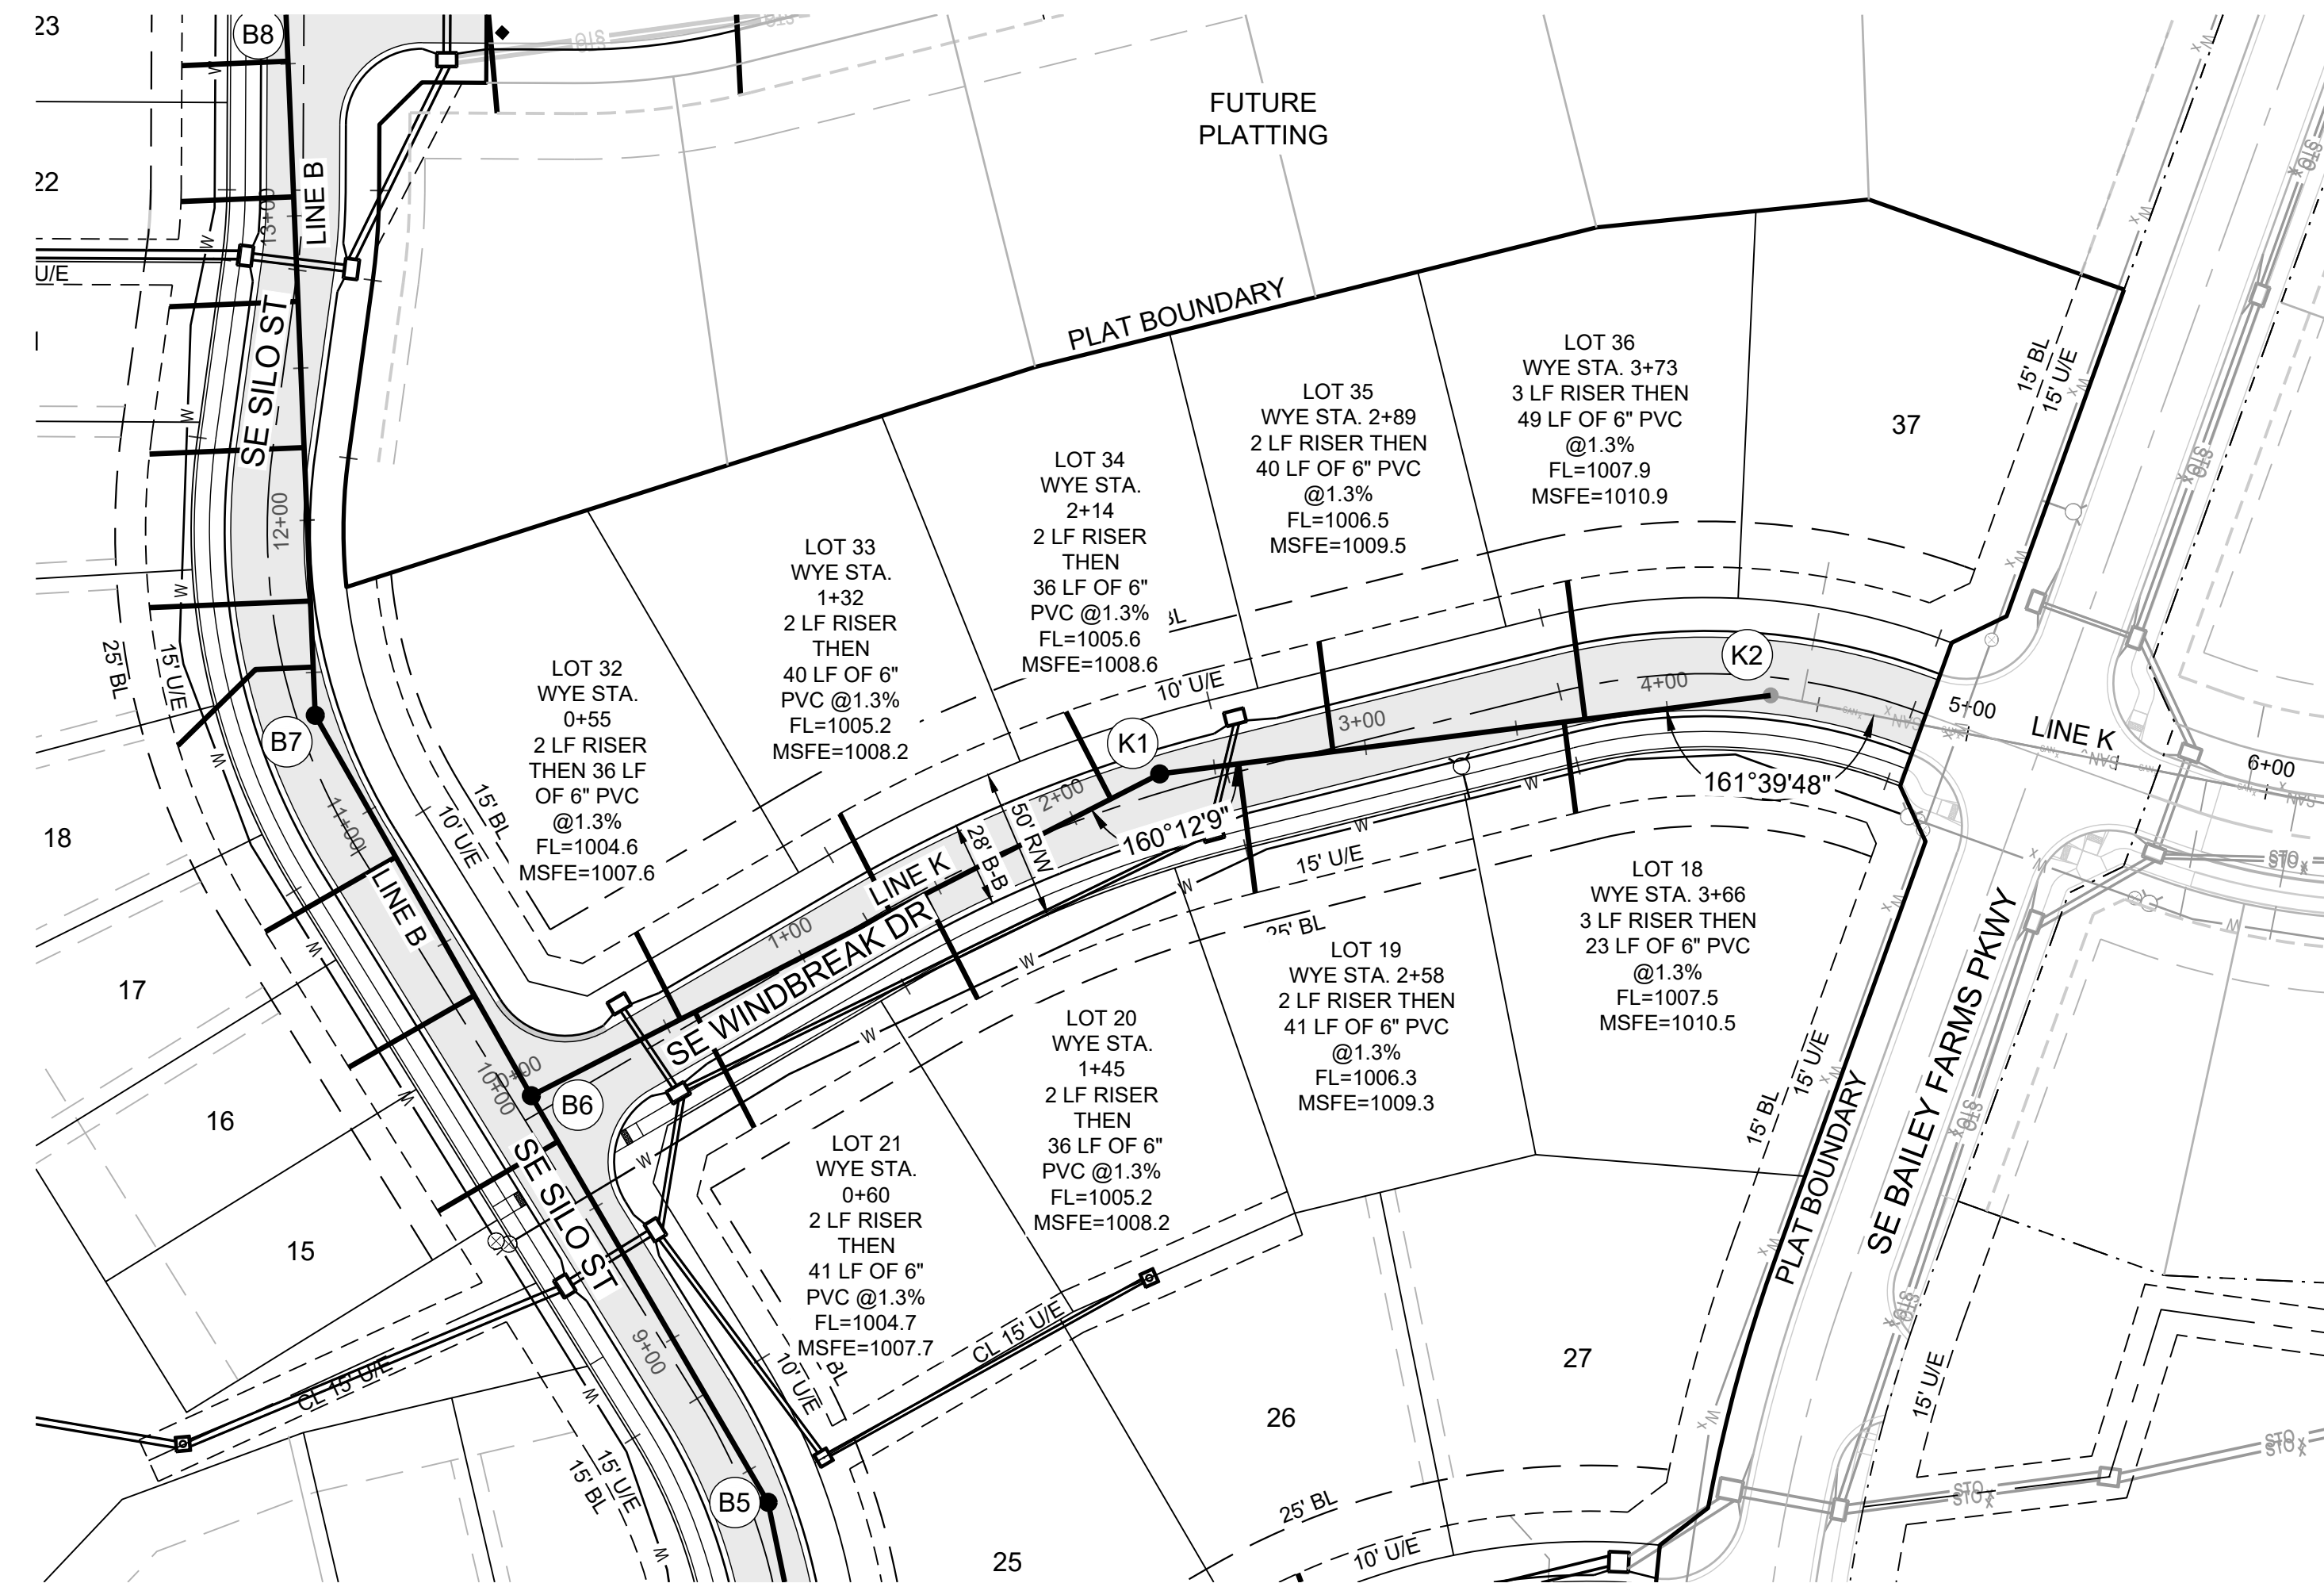 23
B8
STO
STO
FUTURE
PLATTING
22
13+00
LINE B
U/E
SE SILO ST
12+00
PLAT BOUNDARY
LOT 36
WYE STA. 3+73
3 LF RISER THEN
49 LF OF 6" PVC
@1.3%
FL=1007.9
MSFE=1010.9
LOT 35
WYE STA. 2+89
2 LF RISER THEN
40 LF OF 6" PVC
@1.3%
FL=1006.5
MSFE=1009.5
37
15' BL
15' U/E
LOT 34
WYE STA.
2+14
2 LF RISER
THEN
36 LF OF 6"
PVC @1.3%
FL=1005.6
MSFE=1008.6
LOT 33
WYE STA.
1+32
2 LF RISER
THEN
40 LF OF 6"
PVC @1.3%
FL=1005.2
MSFE=1008.2
LOT 32
WYE STA.
0+55
2 LF RISER
THEN 36 LF
OF 6" PVC
@1.3%
FL=1004.6
MSFE=1007.6
25' BL
15' U/E
B7
10' U/E
15' BL
BL
10' U/E
K1
K2
2+00
3+00
4+00
5+00
LINE K
6+00
SAN
SAN
SAN
161°39'48"
160°12'9"
50' R/W
28' B-B
LINE K
1+00
SE WINDBREAK DR
15' U/E
25' BL
18
11+00
LINE B
17
16
15
10+00
0+00
B6
SE SILO ST
LOT 18
WYE STA. 3+66
3 LF RISER THEN
23 LF OF 6" PVC
@1.3%
FL=1007.5
MSFE=1010.5
LOT 19
WYE STA. 2+58
2 LF RISER THEN
41 LF OF 6" PVC
@1.3%
FL=1006.3
MSFE=1009.3
LOT 20
WYE STA.
1+45
2 LF RISER
THEN
36 LF OF 6"
PVC @1.3%
FL=1005.2
MSFE=1008.2
LOT 21
WYE STA.
0+60
2 LF RISER
THEN
41 LF OF 6"
PVC @1.3%
FL=1004.7
MSFE=1007.7
15' BL
15' U/E
PLAT BOUNDARY
SE BAILEY FARMS PKWY
STO
STO
CL 15' U/E
9+00
10' U/E
BL
CL 15' U/E
15' U/E
15' BL
B5
27
26
25
25' BL
10' U/E
15' U/E
STO
STO
STO
STO